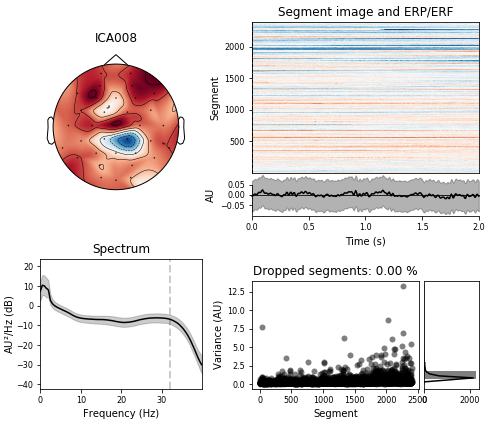 ICA008
Segment image and ERP/ERF
Segment
2000
1500
1000
500
AU
0.05
0.00
−0.05
0.0 0.5 1.0 1.5 2.0
Time (s)
Spectrum
AU²/Hz (dB)
20
10
0
−10
−20
−30
−40
0 10 20 30
Frequency (Hz)
Dropped segments: 0.00 %
Variance (AU)
12.5
10.0
7.5
5.0
2.5
0.0
0 500 1000 1500 2000 2500
Segment
0 2000